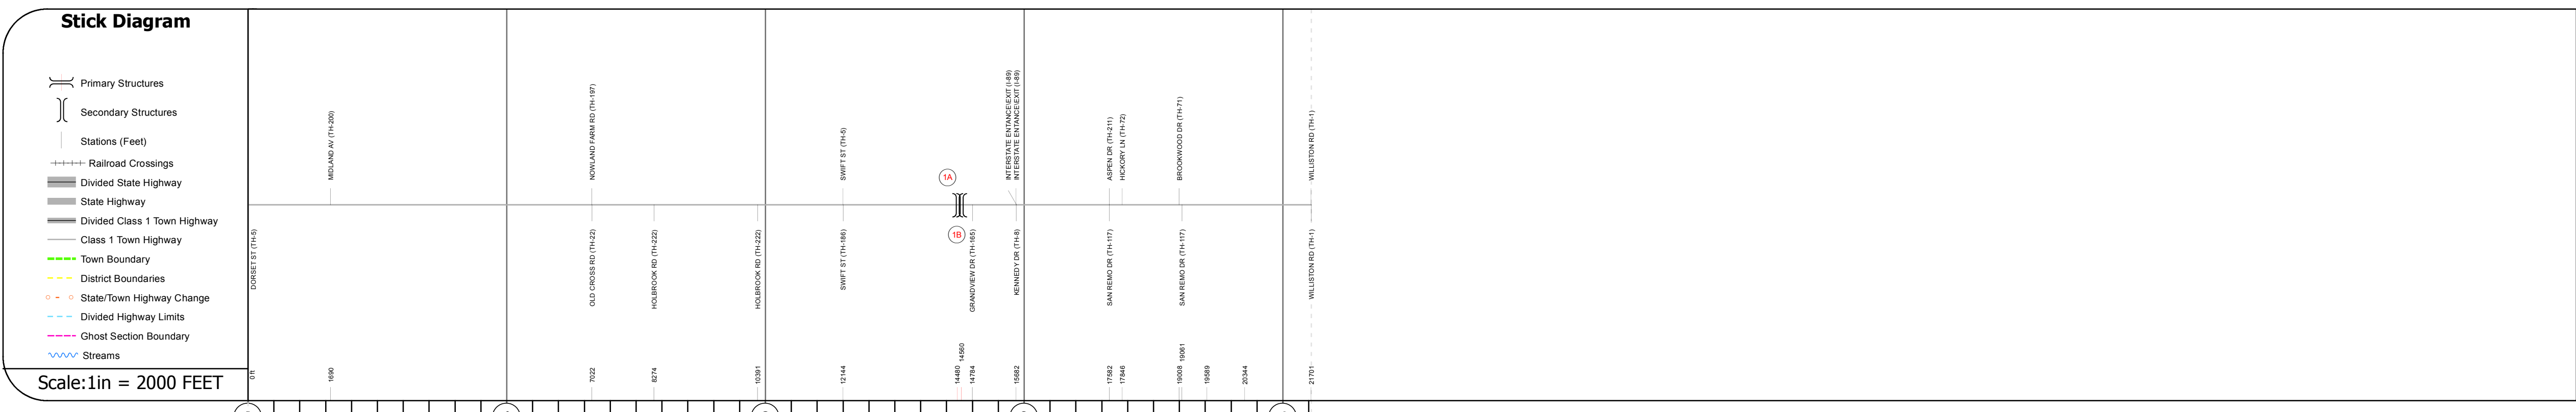 Stick Diagram
Primary Structures
Secondary Structures
Stations (Feet)
Railroad Crossings
Divided State Highway
State Highway
Divided Class 1 Town Highway
Class 1 Town Highway
Town Boundary
District Boundaries
State/Town Highway Change
Divided Highway Limits
Ghost Section Boundary
Streams
Scale:1in = 2000 FEET
MIDLAND AV (TH-200)
NOWLAND FARM RD (TH-197)
SWIFT ST (TH-5)
1A
INTERSTATE ENTANCE\EXIT (I-89)
INTERSTATE ENTANCE\EXIT (I-89)
ASPEN DR (TH-211)
HICKORY LN (TH-72)
BROOKWOOD DR (TH-71)
WILLISTON RD (TH-1)
DORSET ST (TH-5)
OLD CROSS RD (TH-22)
HOLBROOK RD (TH-222)
HOLBROOK RD (TH-222)
SWIFT ST (TH-186)
1B
GRANDVIEW DR (TH-165)
KENNEDY DR (TH-8)
SAN REMO DR (TH-117)
SAN REMO DR (TH-117)
WILLISTON RD (TH-1)
0 ft
1690
7022
8274
10391
12144
14480
14560
14784
15682
17582
17846
19008
19061
19589
20344
21701